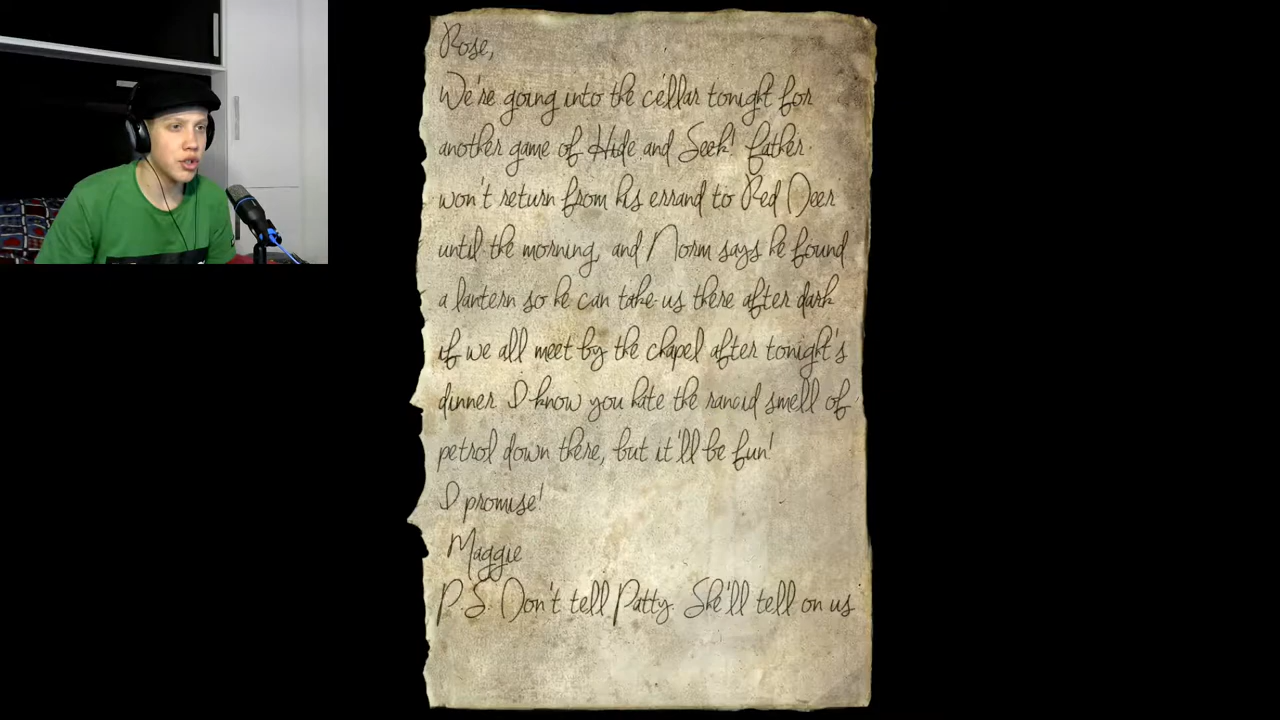 Rose,
We're going into the cellar tonight for
another game of Hide and Seek! Father
won't return from his errand to Red Deer
until the morning, and Norm says he found
a lantern so he can take us there after dark
if we all meet by the chapel after tonight's
dinner. I know you hate the rancid smell of
petrol down there, but it'll be fun!
I promise!
Maggie
P.S. Don't tell Patty. She'll tell on us